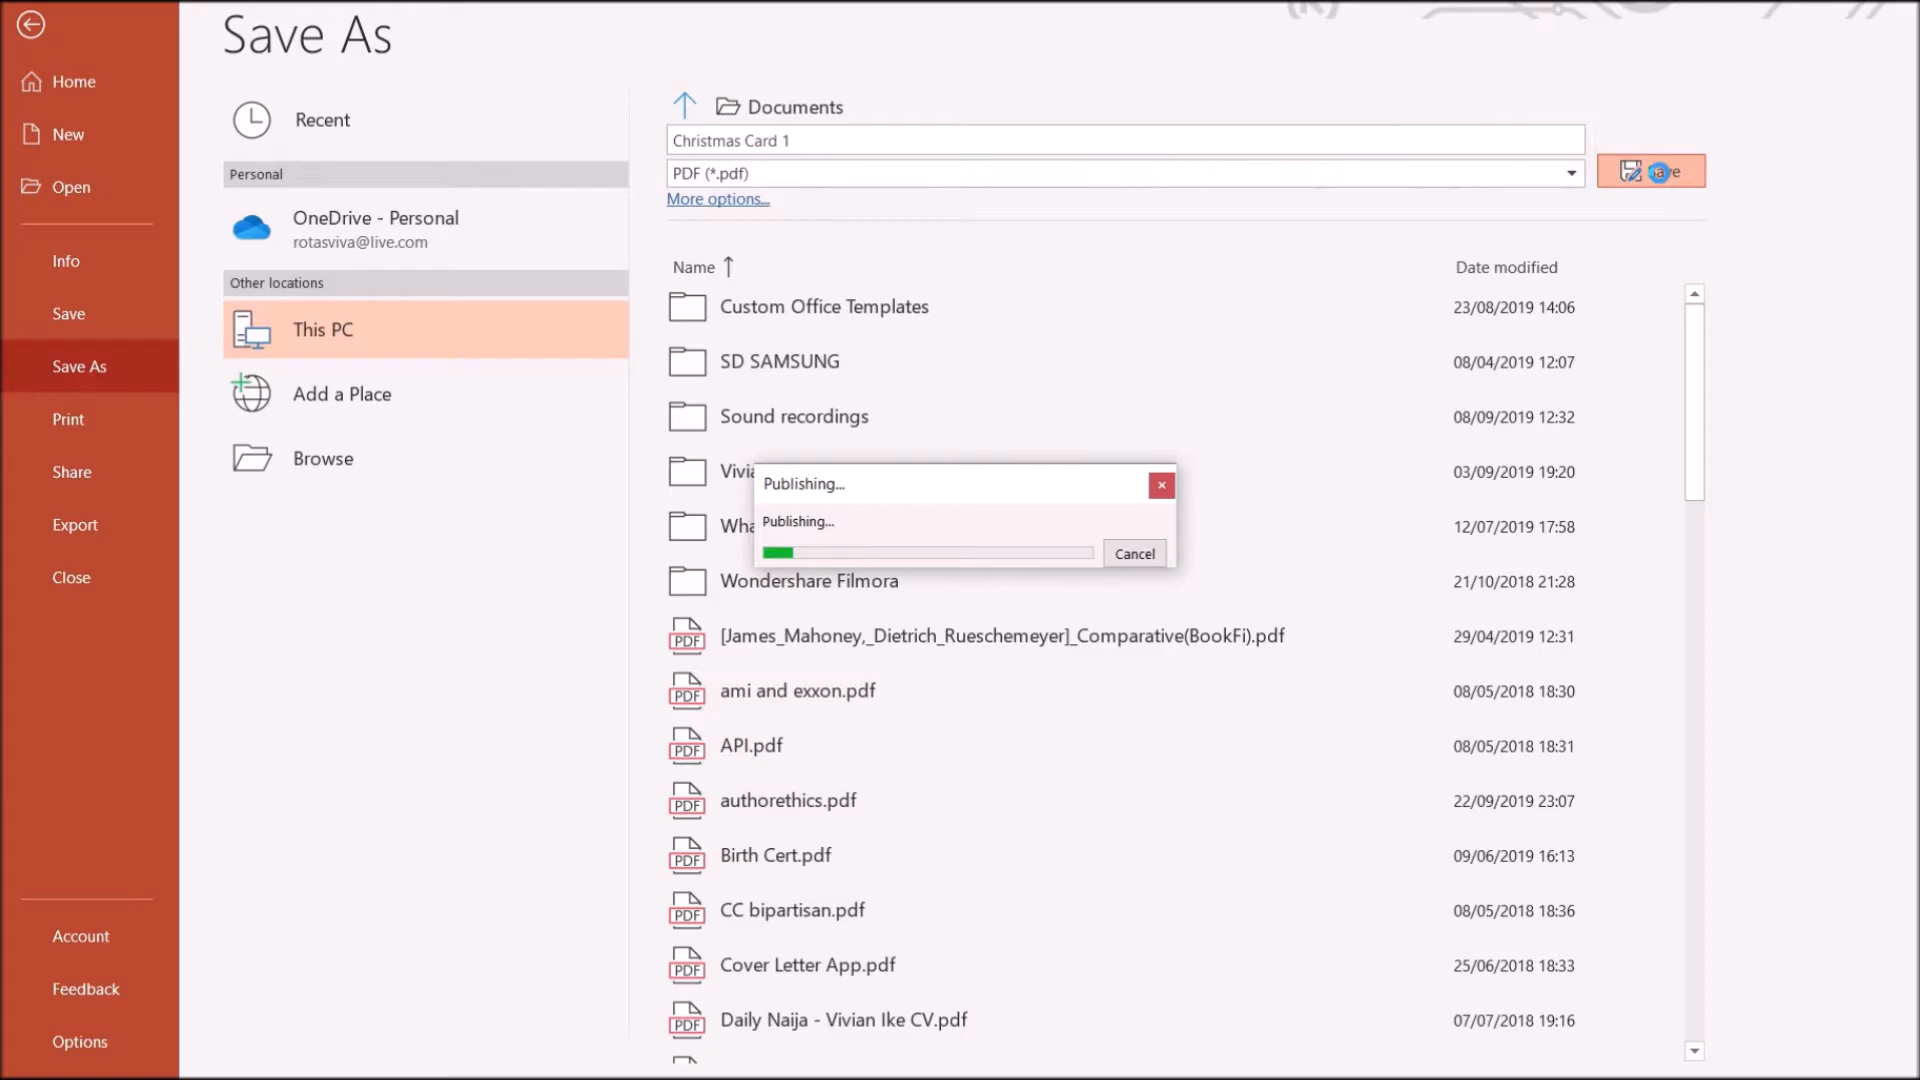 Save As
Home
New
Open
Info
Save
Save As
Print
Share
Export
Close
Account
Feedback
Options
Recent
Personal
OneDrive - Personal
rotasviva@live.com
Other locations
This PC
Add a Place
Browse
Documents
Christmas Card 1
PDF (*.pdf)
More options...
Name Date modified
Custom Office Templates 23/08/2019 14:06
SD SAMSUNG 08/04/2019 12:07
Sound recordings 08/09/2019 12:32
03/09/2019 19:20
12/07/2017 17:58
Publishing...
Publishing...
Cancel
Wondershare Filmora 21/10/2018 21:28
PDF [James_Mahoney,_Dietrich_Rueschemeyer]_Comparative(BookFi).pdf 29/04/2019 12:31
PDF ami and exxon.pdf 08/05/2018 18:30
PDF API.pdf 08/05/2018 18:31
PDF authorethics.pdf 22/09/2019 23:07
PDF Birth Cert.pdf 09/06/2019 16:13
PDF CC bipartisan.pdf 08/05/2018 18:36
PDF Cover Letter App.pdf 25/06/2018 18:33
PDF Daily Naija - Vivian Ike CV.pdf 07/07/2018 19:16